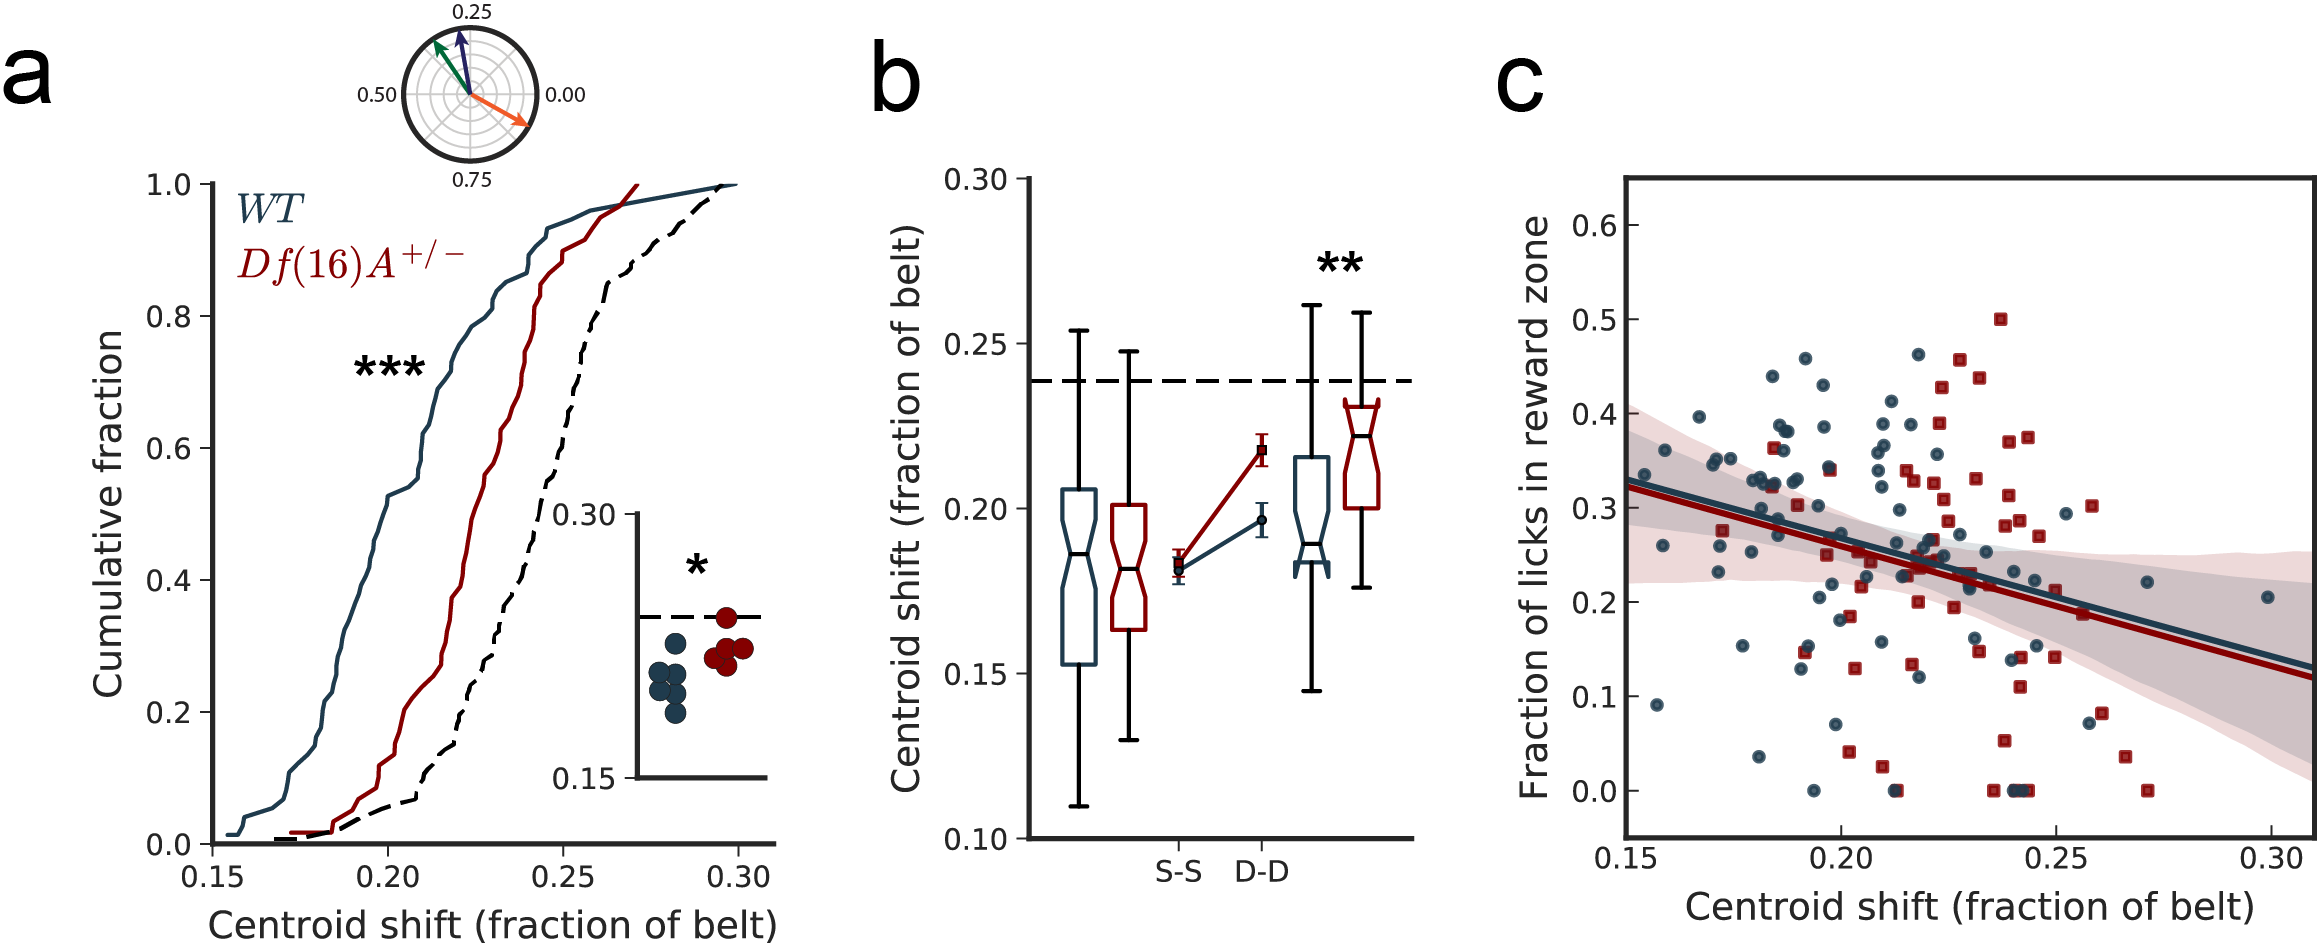 a
0.25
0.50
0.00
0.75
WT
Df(16)A+/−
***
1.0
0.8
0.6
0.4
0.2
0.0
Cumulative fraction
0.15
0.20
0.25
0.30
Centroid shift (fraction of belt)
0.30
*
0.15
b
0.30
0.25
0.20
0.15
0.10
Centroid shift (fraction of belt)
**
S-S
D-D
c
0.6
0.5
0.4
0.3
0.2
0.1
0.0
Fraction of licks in reward zone
0.15
0.20
0.25
0.30
Centroid shift (fraction of belt)